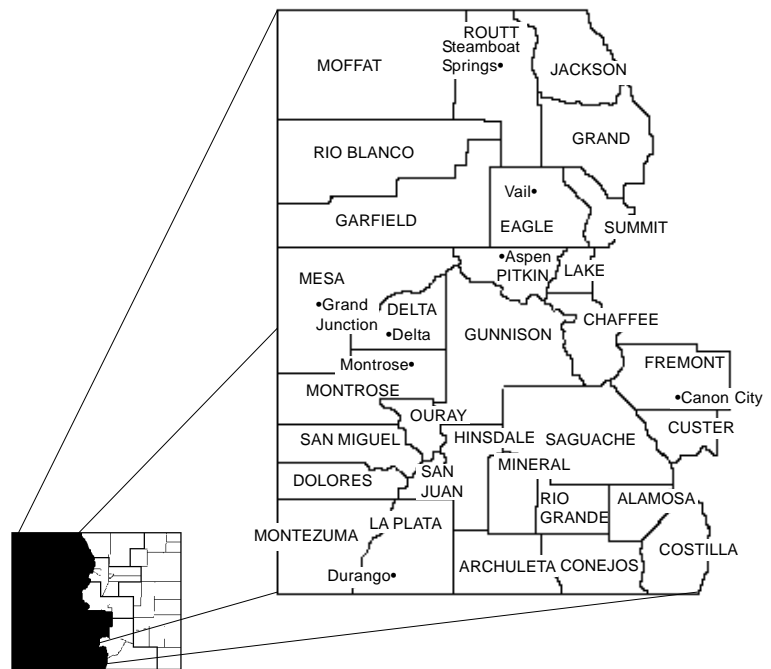 ROUTT
Steamboat
Springs
MOFFAT
JACKSON
GRAND
RIO BLANCO
Vail
GARFIELD
EAGLE
SUMMIT
Aspen
PITKIN
LAKE
MESA
Grand
Junction
DELTA
Delta
GUNNISON
CHAFFEE
Montrose
FREMONT
MONTROSE
Canon City
OURAY
CUSTER
SAN MIGUEL
HINSDALE
SAGUACHE
MINERAL
DOLORES
SAN
JUAN
RIO
GRANDE
ALAMOSA
MONTEZUMA
LA PLATA
COSTILLA
ARCHULETA
CONEJOS
Durango